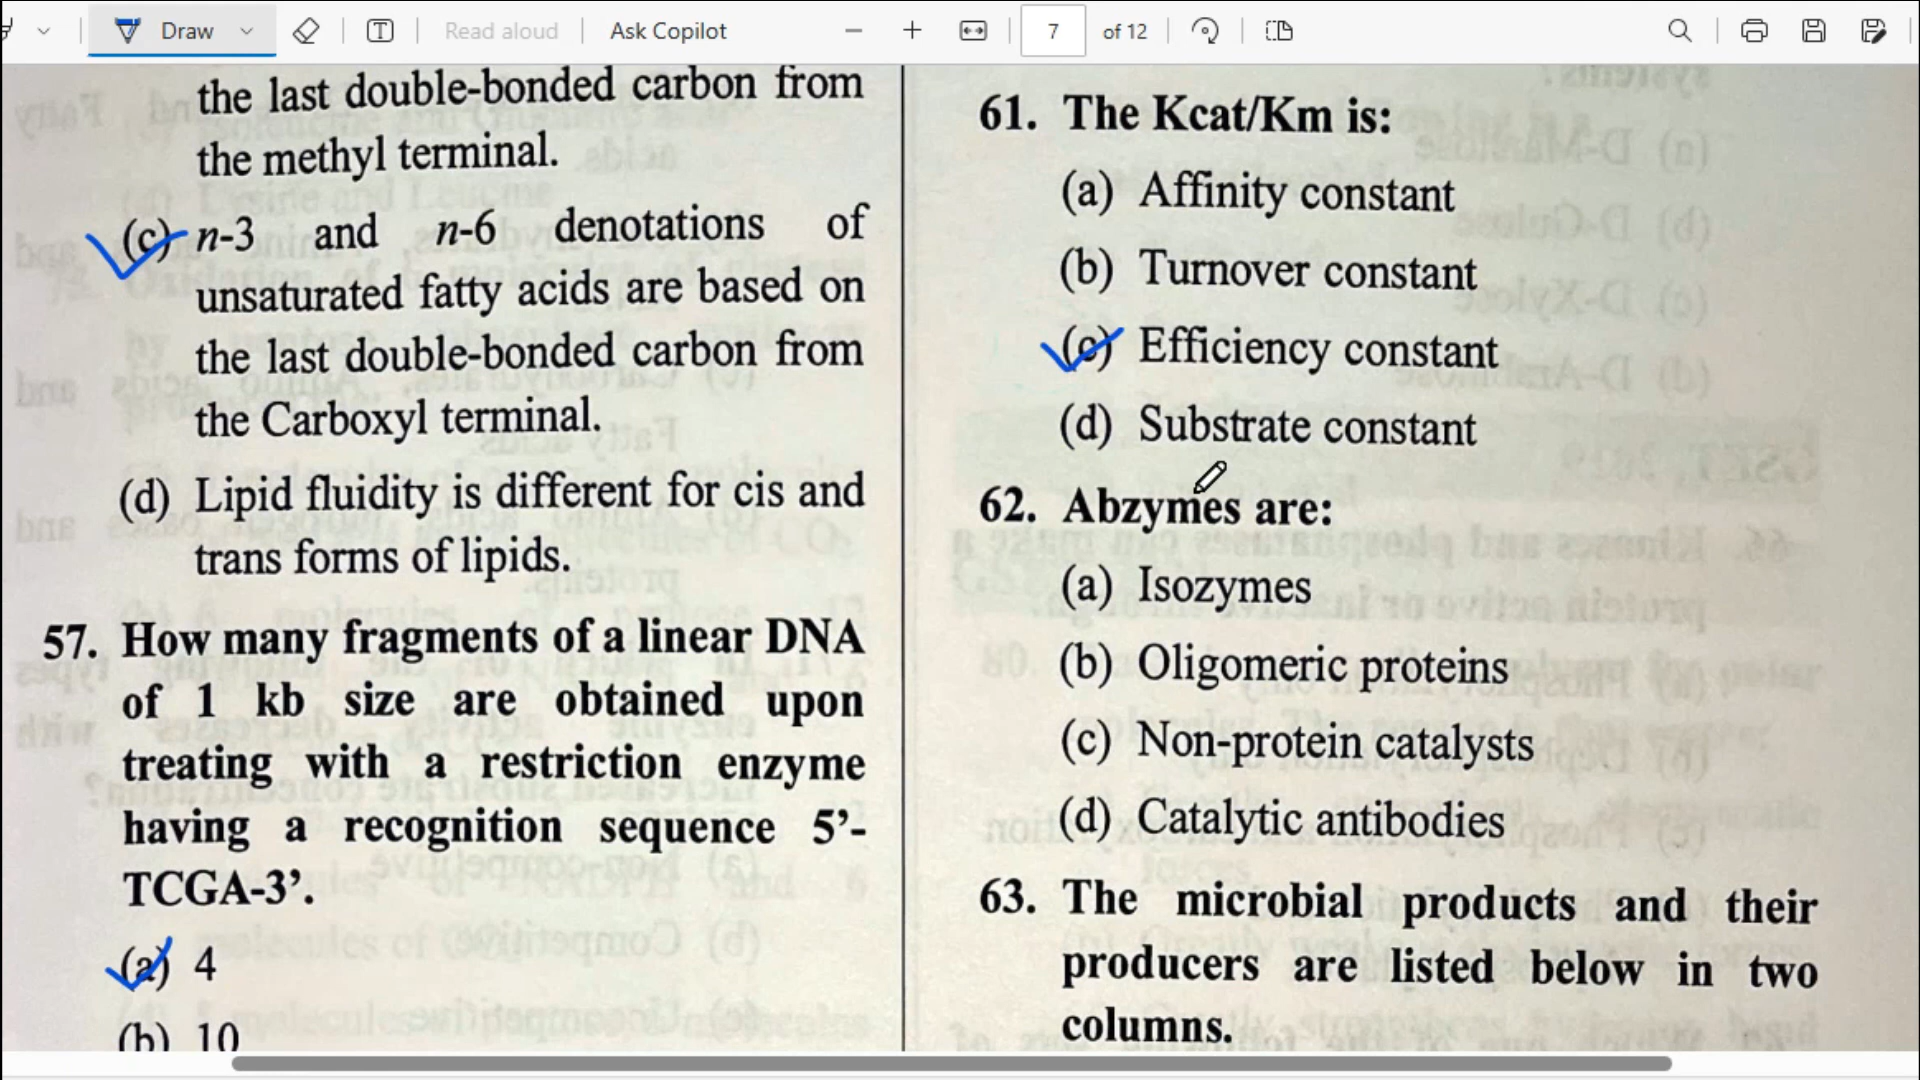 Draw
Read aloud
Ask Copilot
7
of 12
the last double-bonded carbon from
the methyl terminal.
(c) n-3 and n-6 denotations of
unsaturated fatty acids are based on
the last double-bonded carbon from
the Carboxyl terminal.
(d) Lipid fluidity is different for cis and
trans forms of lipids.
57. How many fragments of a linear DNA
of 1 kb size are obtained upon
treating with a restriction enzyme
having a recognition sequence 5’-
TCGA-3’.
(a) 4
(b) 10
61. The Kcat/Km is:
(a) Affinity constant
(b) Turnover constant
(c) Efficiency constant
(d) Substrate constant
62. Abzymes are:
(a) Isozymes
(b) Oligomeric proteins
(c) Non-protein catalysts
(d) Catalytic antibodies
63. The microbial products and their
producers are listed below in two
columns.